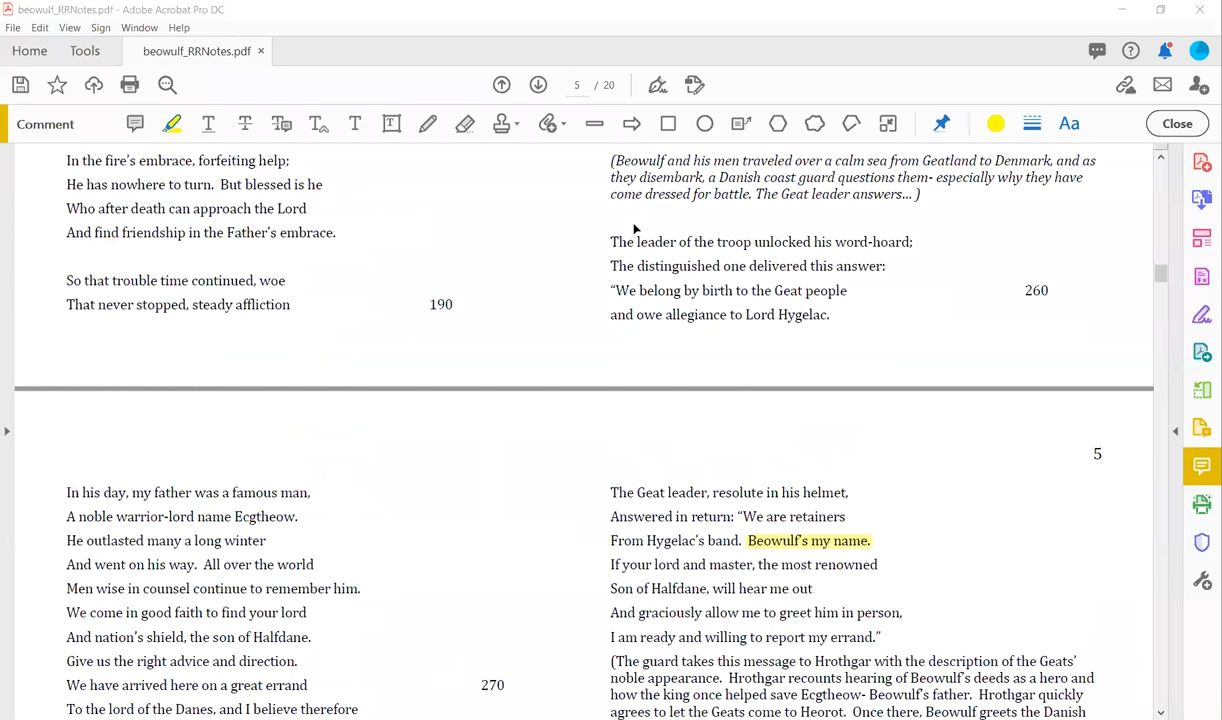 beowulf_RRNotes.pdf - Adobe Acrobat Pro DC
File Edit View Sign Window Help
Home Tools beowulf_RRNotes.pdf ×
5 / 20
Comment
Aa
Close
In the fire's embrace, forfeiting help;
He has nowhere to turn. But blessed is he
Who after death can approach the Lord
And find friendship in the Father's embrace.
So that trouble time continued, woe
That never stopped, steady affliction 190
(Beowulf and his men traveled over a calm sea from Geatland to Denmark, and as
they disembark, a Danish coast guard questions them- especially why they have
come dressed for battle. The Geat leader answers... )
The leader of the troop unlocked his word-hoard;
The distinguished one delivered this answer:
“We belong by birth to the Geat people 260
and owe allegiance to Lord Hygelac.
5
In his day, my father was a famous man,
A noble warrior-lord name Ecgtheow.
He outlasted many a long winter
And went on his way. All over the world
Men wise in counsel continue to remember him.
We come in good faith to find your lord
And nation's shield, the son of Halfdane.
Give us the right advice and direction.
We have arrived here on a great errand 270
To the lord of the Danes, and I believe therefore
The Geat leader, resolute in his helmet,
Answered in return: “We are retainers
From Hygelac's band. Beowulf's my name.
If your lord and master, the most renowned
Son of Halfdane, will hear me out
And graciously allow me to greet him in person,
I am ready and willing to report my errand.”
(The guard takes this message to Hrothgar with the description of the Geats'
noble appearance. Hrothgar recounts hearing of Beowulf's deeds as a hero and
how the king once helped save Ecgtheow- Beowulf's father. Hrothgar quickly
agrees to let the Geats come to Heorot. Once there, Beowulf greets the Danish